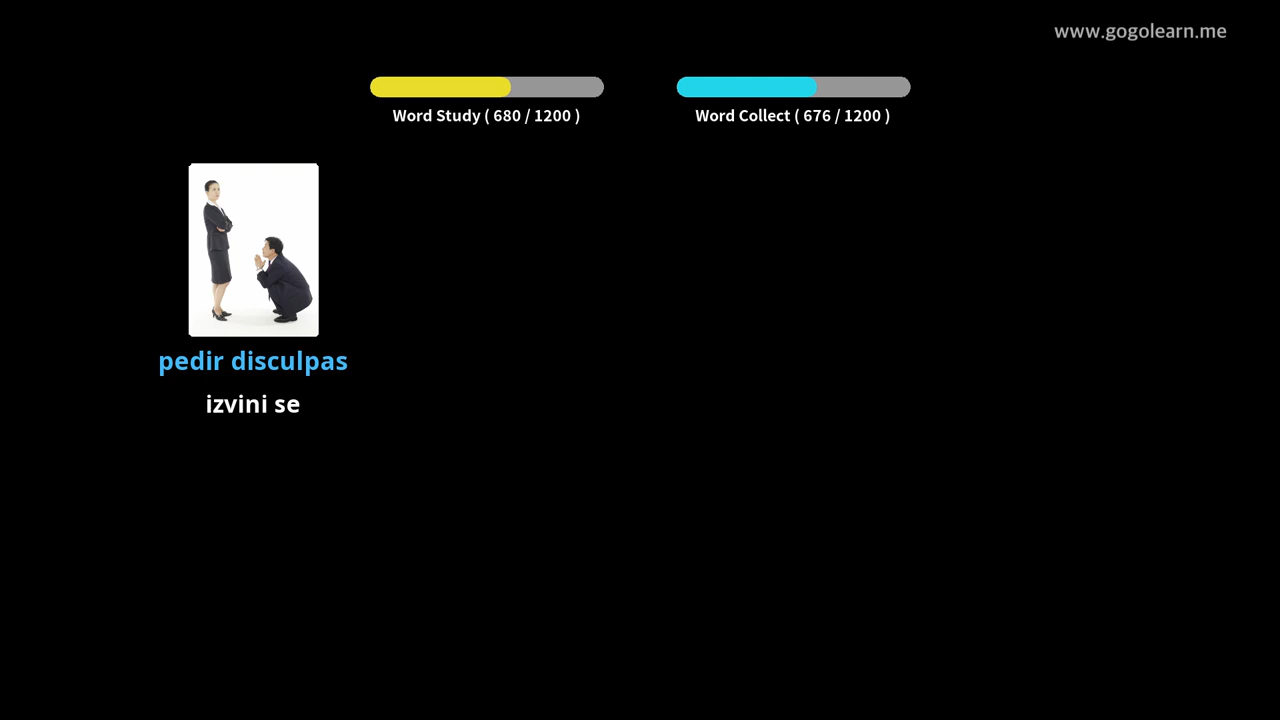 www.gogolearn.me
Word Study ( 680 / 1200 )
Word Collect ( 676 / 1200 )
pedir disculpas
izvini se